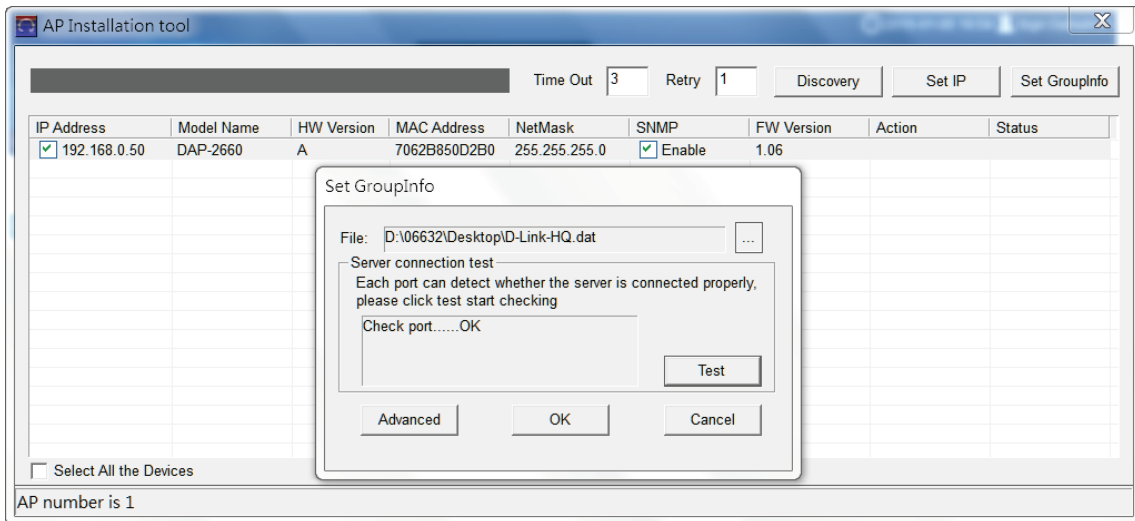 AP Installation tool
Time Out 3 Retry 1 Discovery Set IP Set GroupInfo
IP Address Model Name HW Version MAC Address NetMask SNMP FW Version Action Status
192.168.0.50 DAP-2660 A 7062B850D2B0 255.255.255.0 Enable 1.06
Set GroupInfo
File: D:\06632\Desktop\D-Link-HQ.dat ...
Server connection test
Each port can detect whether the server is connected properly,
please click test start checking
Check port......OK
Test
Advanced OK Cancel
Select All the Devices
AP number is 1